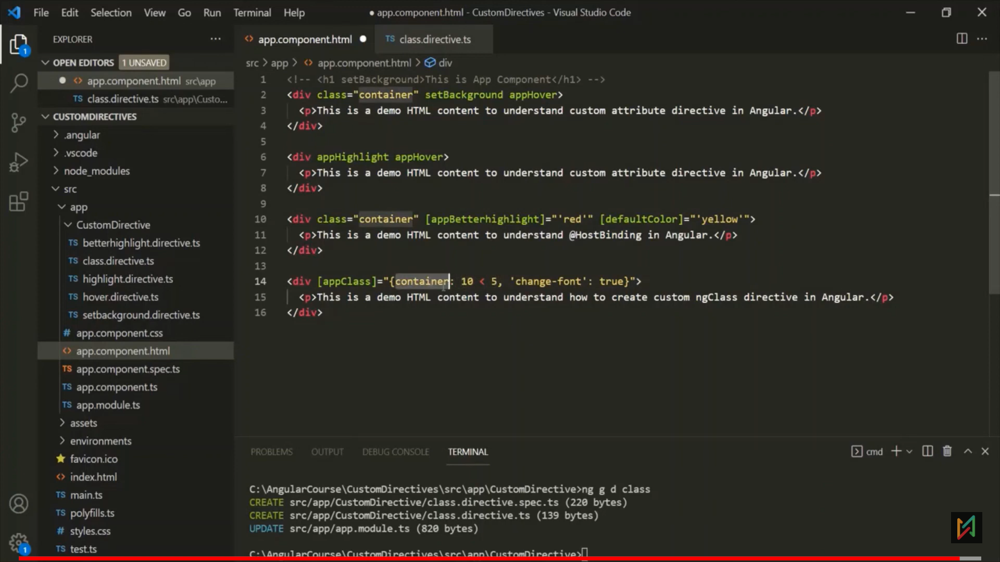 File Edit Selection View Go Run Terminal Help ● app.component.html - CustomDirectives - Visual Studio Code
EXPLORER ···
app.component.html ●
TS class.directive.ts
OPEN EDITORS 1 UNSAVED
● app.component.html src\app
TS class.directive.ts src\app\Custo...
CUSTOMDIRECTIVES
.angular
.vscode
node_modules
src
app
CustomDirective
TS betterhighlight.directive.ts
TS class.directive.ts
TS highlight.directive.ts
TS hover.directive.ts
TS setbackground.directive.ts
# app.component.css
<> app.component.html
TS app.component.spec.ts
TS app.component.ts
TS app.module.ts
assets
environments
favicon.ico
<> index.html
TS main.ts
TS polyfills.ts
# styles.css
TS test.ts
1
1
src > app > <> app.component.html > div
1 <!-- <h1 setBackground>This is App Component</h1> -->
2 <div class="container" setBackground appHover>
3 <p>This is a demo HTML content to understand custom attribute directive in Angular.</p>
4 </div>
5
6 <div appHighlight appHover>
7 <p>This is a demo HTML content to understand custom attribute directive in Angular.</p>
8 </div>
9
10 <div class="container" [appBetterhighlight]="'red'" [defaultColor]="'yellow'">
11 <p>This is a demo HTML content to understand @HostBinding in Angular.</p>
12 </div>
13
14 <div [appClass]="{container: 10 < 5, 'change-font': true}">
15 <p>This is a demo HTML content to understand how to create custom ngClass directive in Angular.</p>
16 </div>
PROBLEMS OUTPUT DEBUG CONSOLE TERMINAL cmd
C:\AngularCourse\CustomDirectives\src\app\CustomDirective>ng g d class
CREATE src/app/CustomDirective/class.directive.spec.ts (220 bytes)
CREATE src/app/CustomDirective/class.directive.ts (139 bytes)
UPDATE src/app/app.module.ts (820 bytes)
C:\AngularCourse\CustomDirectives\src\app\CustomDirective>